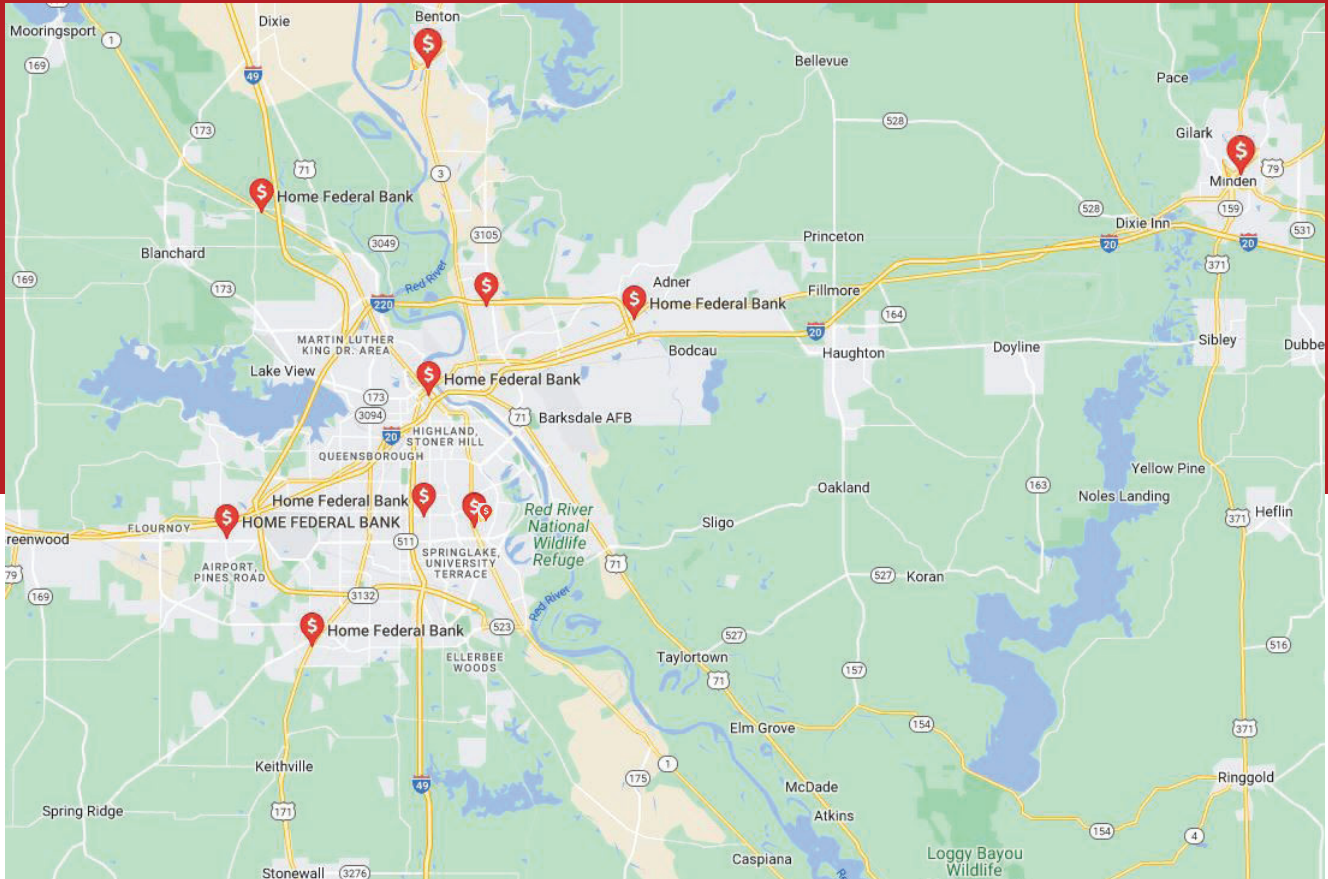 Mooringsport
Dixie
Benton
1
169
49
Bellevue
Pace
528
173
Gilark
71
3
79
Minden
Home Federal Bank
159
528
Dixie Inn
3105
Princeton
531
3049
20
20
Blanchard
371
169
Red River
Adner
173
Fillmore
220
Home Federal Bank
164
20
MARTIN LUTHER
KING DR. AREA
Bodcau
Haughton
Doyline
Sibley
Dubbe
Lake View
Home Federal Bank
173
3094
71
Barksdale AFB
20
HIGHLAND,
STONER HILL
QUEENSBOROUGH
Yellow Pine
163
Oakland
Noles Landing
Home Federal Bank
HOME FEDERAL BANK
Red River
National
Wildlife
Refuge
Sligo
371
Heflin
FLOURNOY
reenwood
511
SPRINGLAKE,
UNIVERSITY
TERRACE
71
AIRPORT,
PINES ROAD
79
527
Koran
169
3132
Red River
Home Federal Bank
523
527
516
ELLERBEE
WOODS
Taylortown
71
157
154
Elm Grove
371
1
Keithville
175
Ringgold
49
McDade
171
Spring Ridge
Atkins
154
4
Caspiana
Loggy Bayou
Wildlife
Stonewall
3276